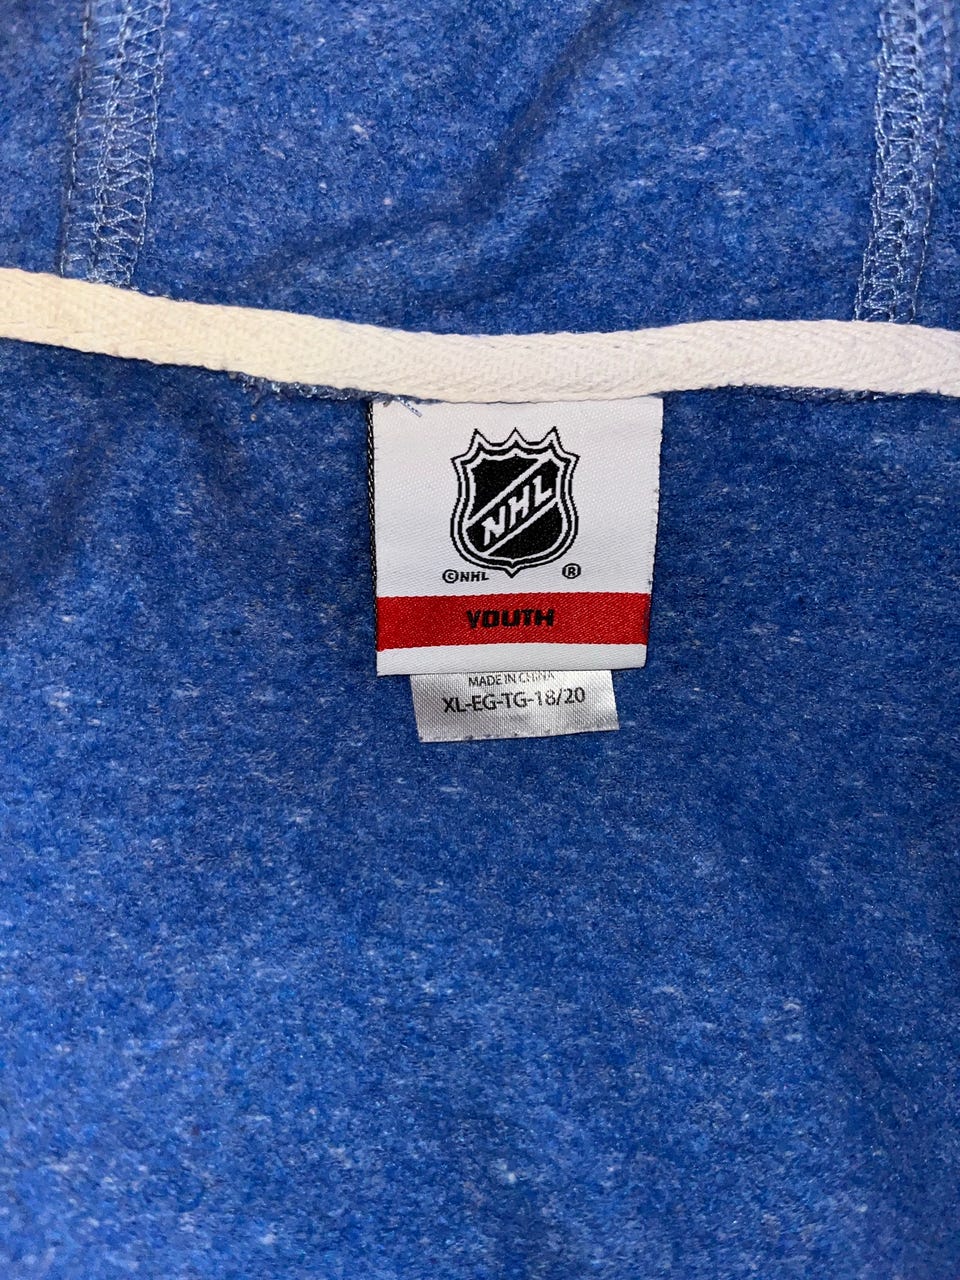 NHL
©NHL ®
YOUTH
MADE IN CHINA
XL-EG-TG-18/20